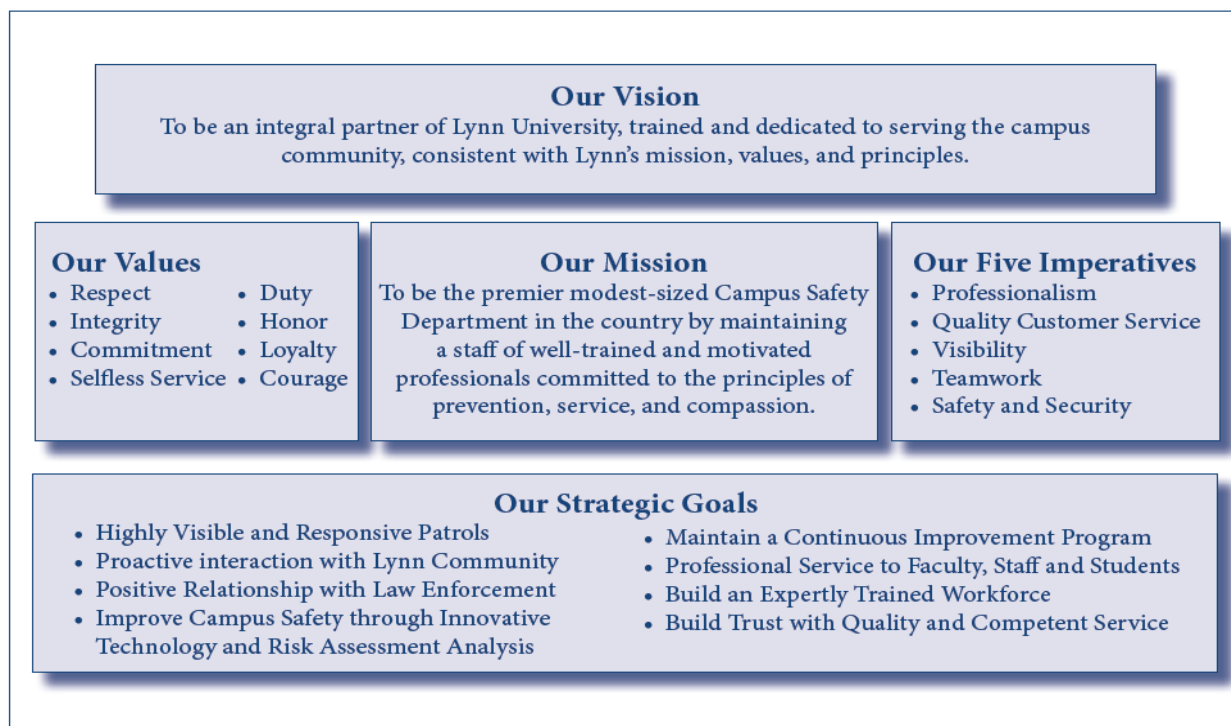 Our Vision
To be an integral partner of Lynn University, trained and dedicated to serving the campus
community, consistent with Lynn’s mission, values, and principles.
Our Values
• Respect
• Integrity
• Commitment
• Selfless Service
• Duty
• Honor
• Loyalty
• Courage
Our Mission
To be the premier modest-sized Campus Safety
Department in the country by maintaining
a staff of well-trained and motivated
professionals committed to the principles of
prevention, service, and compassion.
Our Five Imperatives
• Professionalism
• Quality Customer Service
• Visibility
• Teamwork
• Safety and Security
Our Strategic Goals
• Highly Visible and Responsive Patrols
• Proactive interaction with Lynn Community
• Positive Relationship with Law Enforcement
• Improve Campus Safety through Innovative
Technology and Risk Assessment Analysis
• Maintain a Continuous Improvement Program
• Professional Service to Faculty, Staff and Students
• Build an Expertly Trained Workforce
• Build Trust with Quality and Competent Service